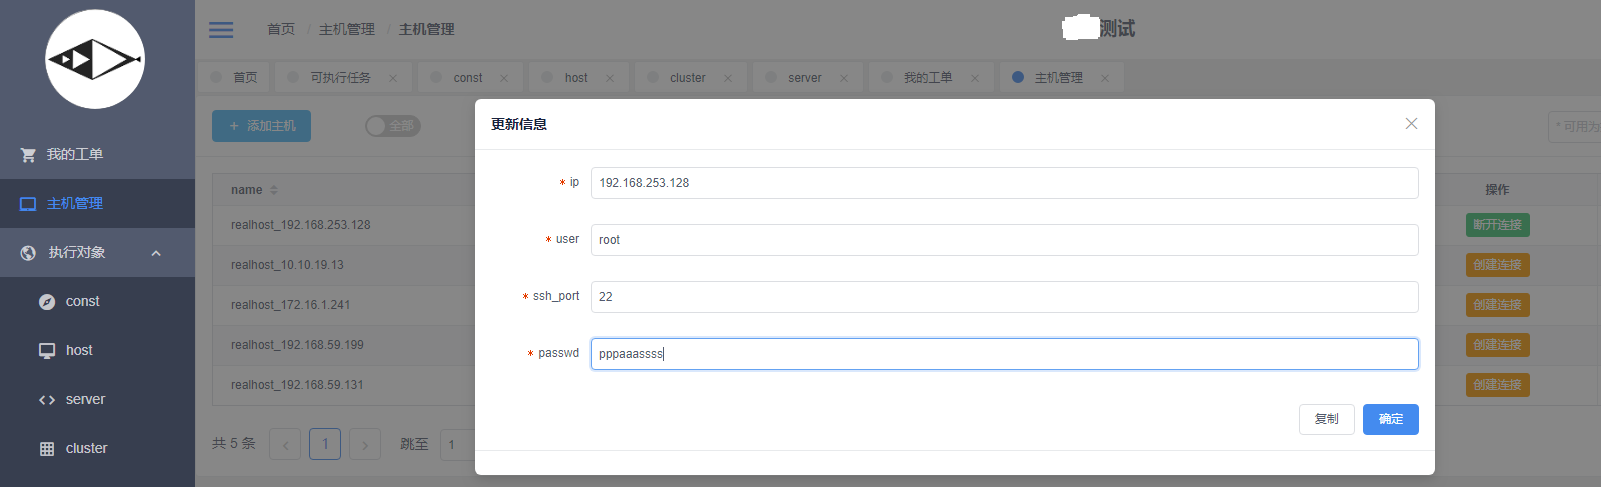 首页 / 主机管理 / 主机管理
测试
首页
可执行任务
const
host
cluster
server
我的工单
主机管理
我的工单
主机管理
执行对象
const
host
server
cluster
+ 添加主机
全部
* 可用为
name
操作
realhost_192.168.253.128
断开连接
realhost_10.10.19.13
创建连接
realhost_172.16.1.241
创建连接
realhost_192.168.59.199
创建连接
realhost_192.168.59.131
创建连接
共 5 条
1
跳至
1
更新信息
* ip
192.168.253.128
* user
root
* ssh_port
22
* passwd
pppaaassss
复制
确定